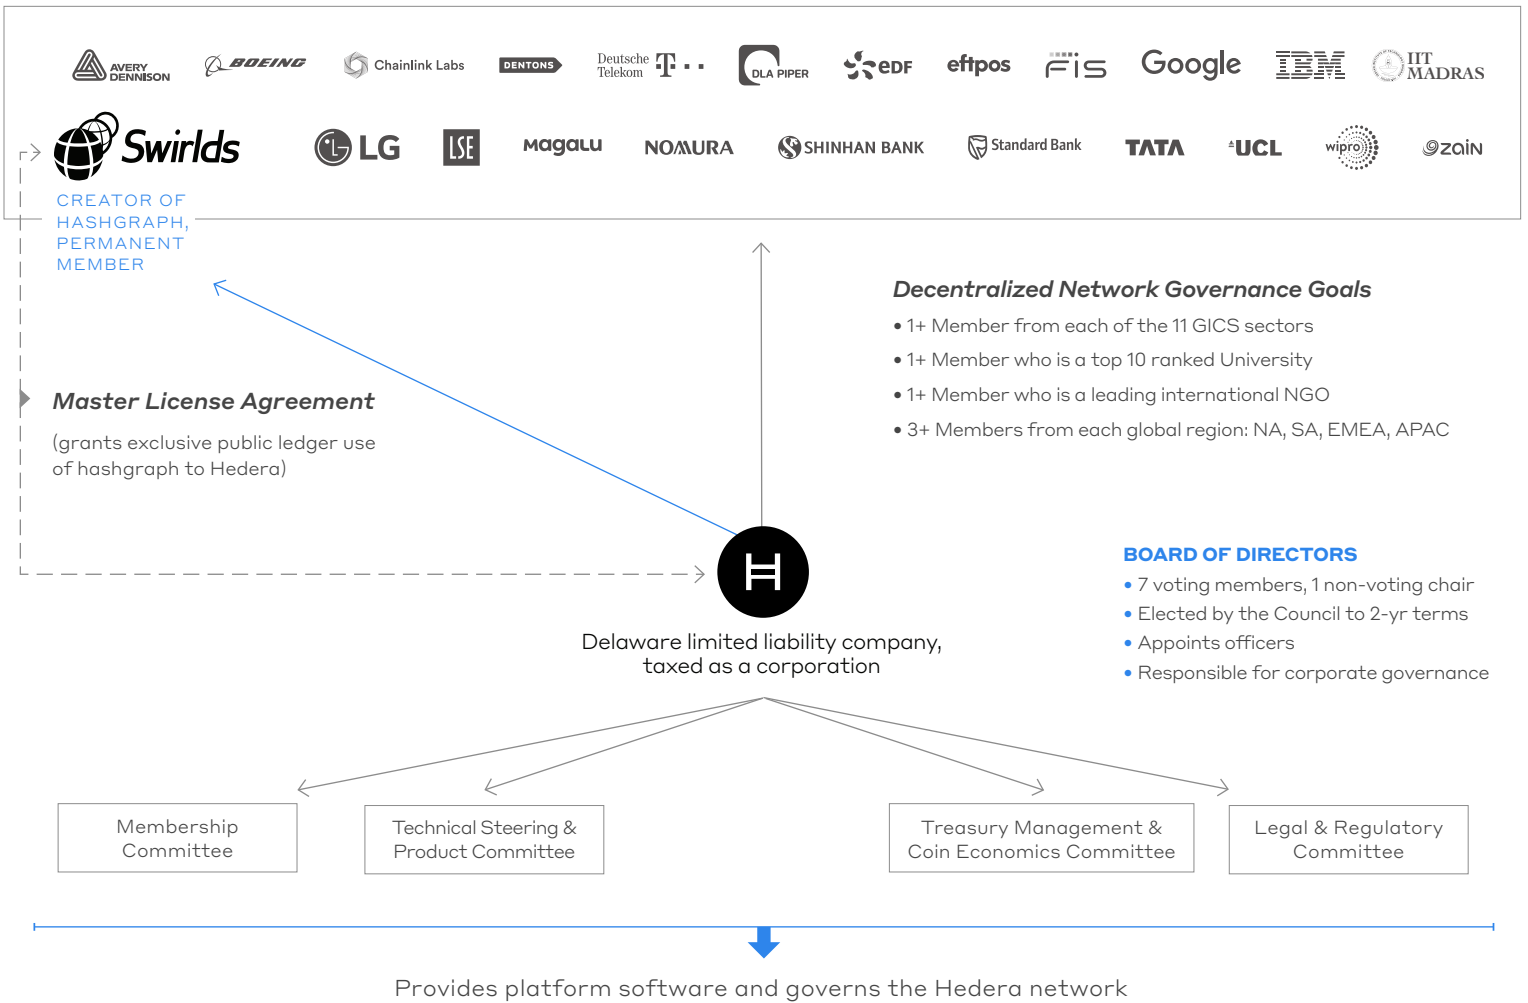 AVERY
DENNISON
BOEING
Chainlink Labs
DENTONS
Deutsche
Telekom
T
DLA PIPER
eDF
eftpos
FIS
Google
IBM
IIT
MADRAS
Swirlds
LG
LSE
Magalu
NOMURA
SHINHAN BANK
Standard Bank
TATA
UCL
wipro
zain
CREATOR OF
HASHGRAPH,
PERMANENT
MEMBER
Decentralized Network Governance Goals
• 1+ Member from each of the 11 GICS sectors
• 1+ Member who is a top 10 ranked University
• 1+ Member who is a leading international NGO
• 3+ Members from each global region: NA, SA, EMEA, APAC
Master License Agreement
(grants exclusive public ledger use
of hashgraph to Hedera)
H
BOARD OF DIRECTORS
• 7 voting members, 1 non-voting chair
• Elected by the Council to 2-yr terms
• Appoints officers
• Responsible for corporate governance
Delaware limited liability company,
taxed as a corporation
Membership
Committee
Technical Steering &
Product Committee
Treasury Management &
Coin Economics Committee
Legal & Regulatory
Committee
Provides platform software and governs the Hedera network